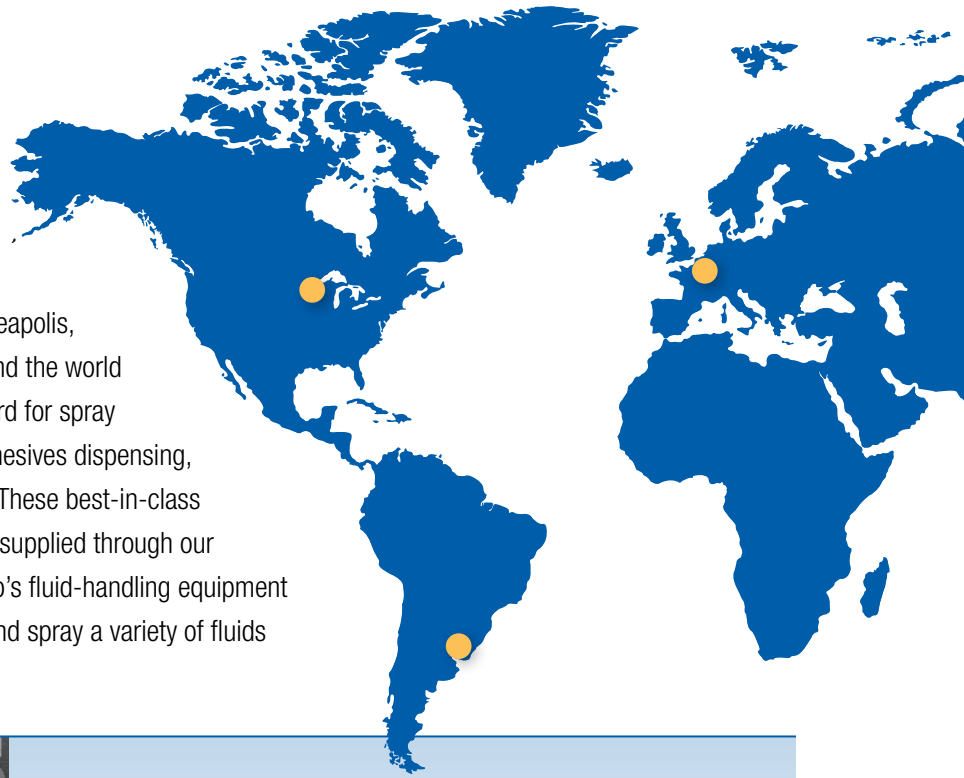 eapolis,
nd the world
rd for spray
hesives dispensing,
These best-in-class
supplied through our
o's fluid-handling equipment
nd spray a variety of fluids